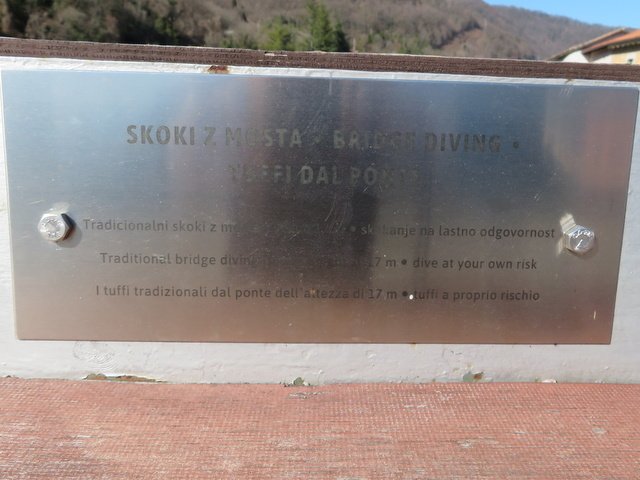 SKOKI Z MOSTA • BRIDGE DIVING •
TUFFI DAL PONTE
Tradicionalni skoki z • skakanje na lastno odgovornost
Traditional bridge diving 17 m • dive at your own risk
I tuffi tradizionali dal ponte dell'altezza di 17 m • tuffi a proprio rischio